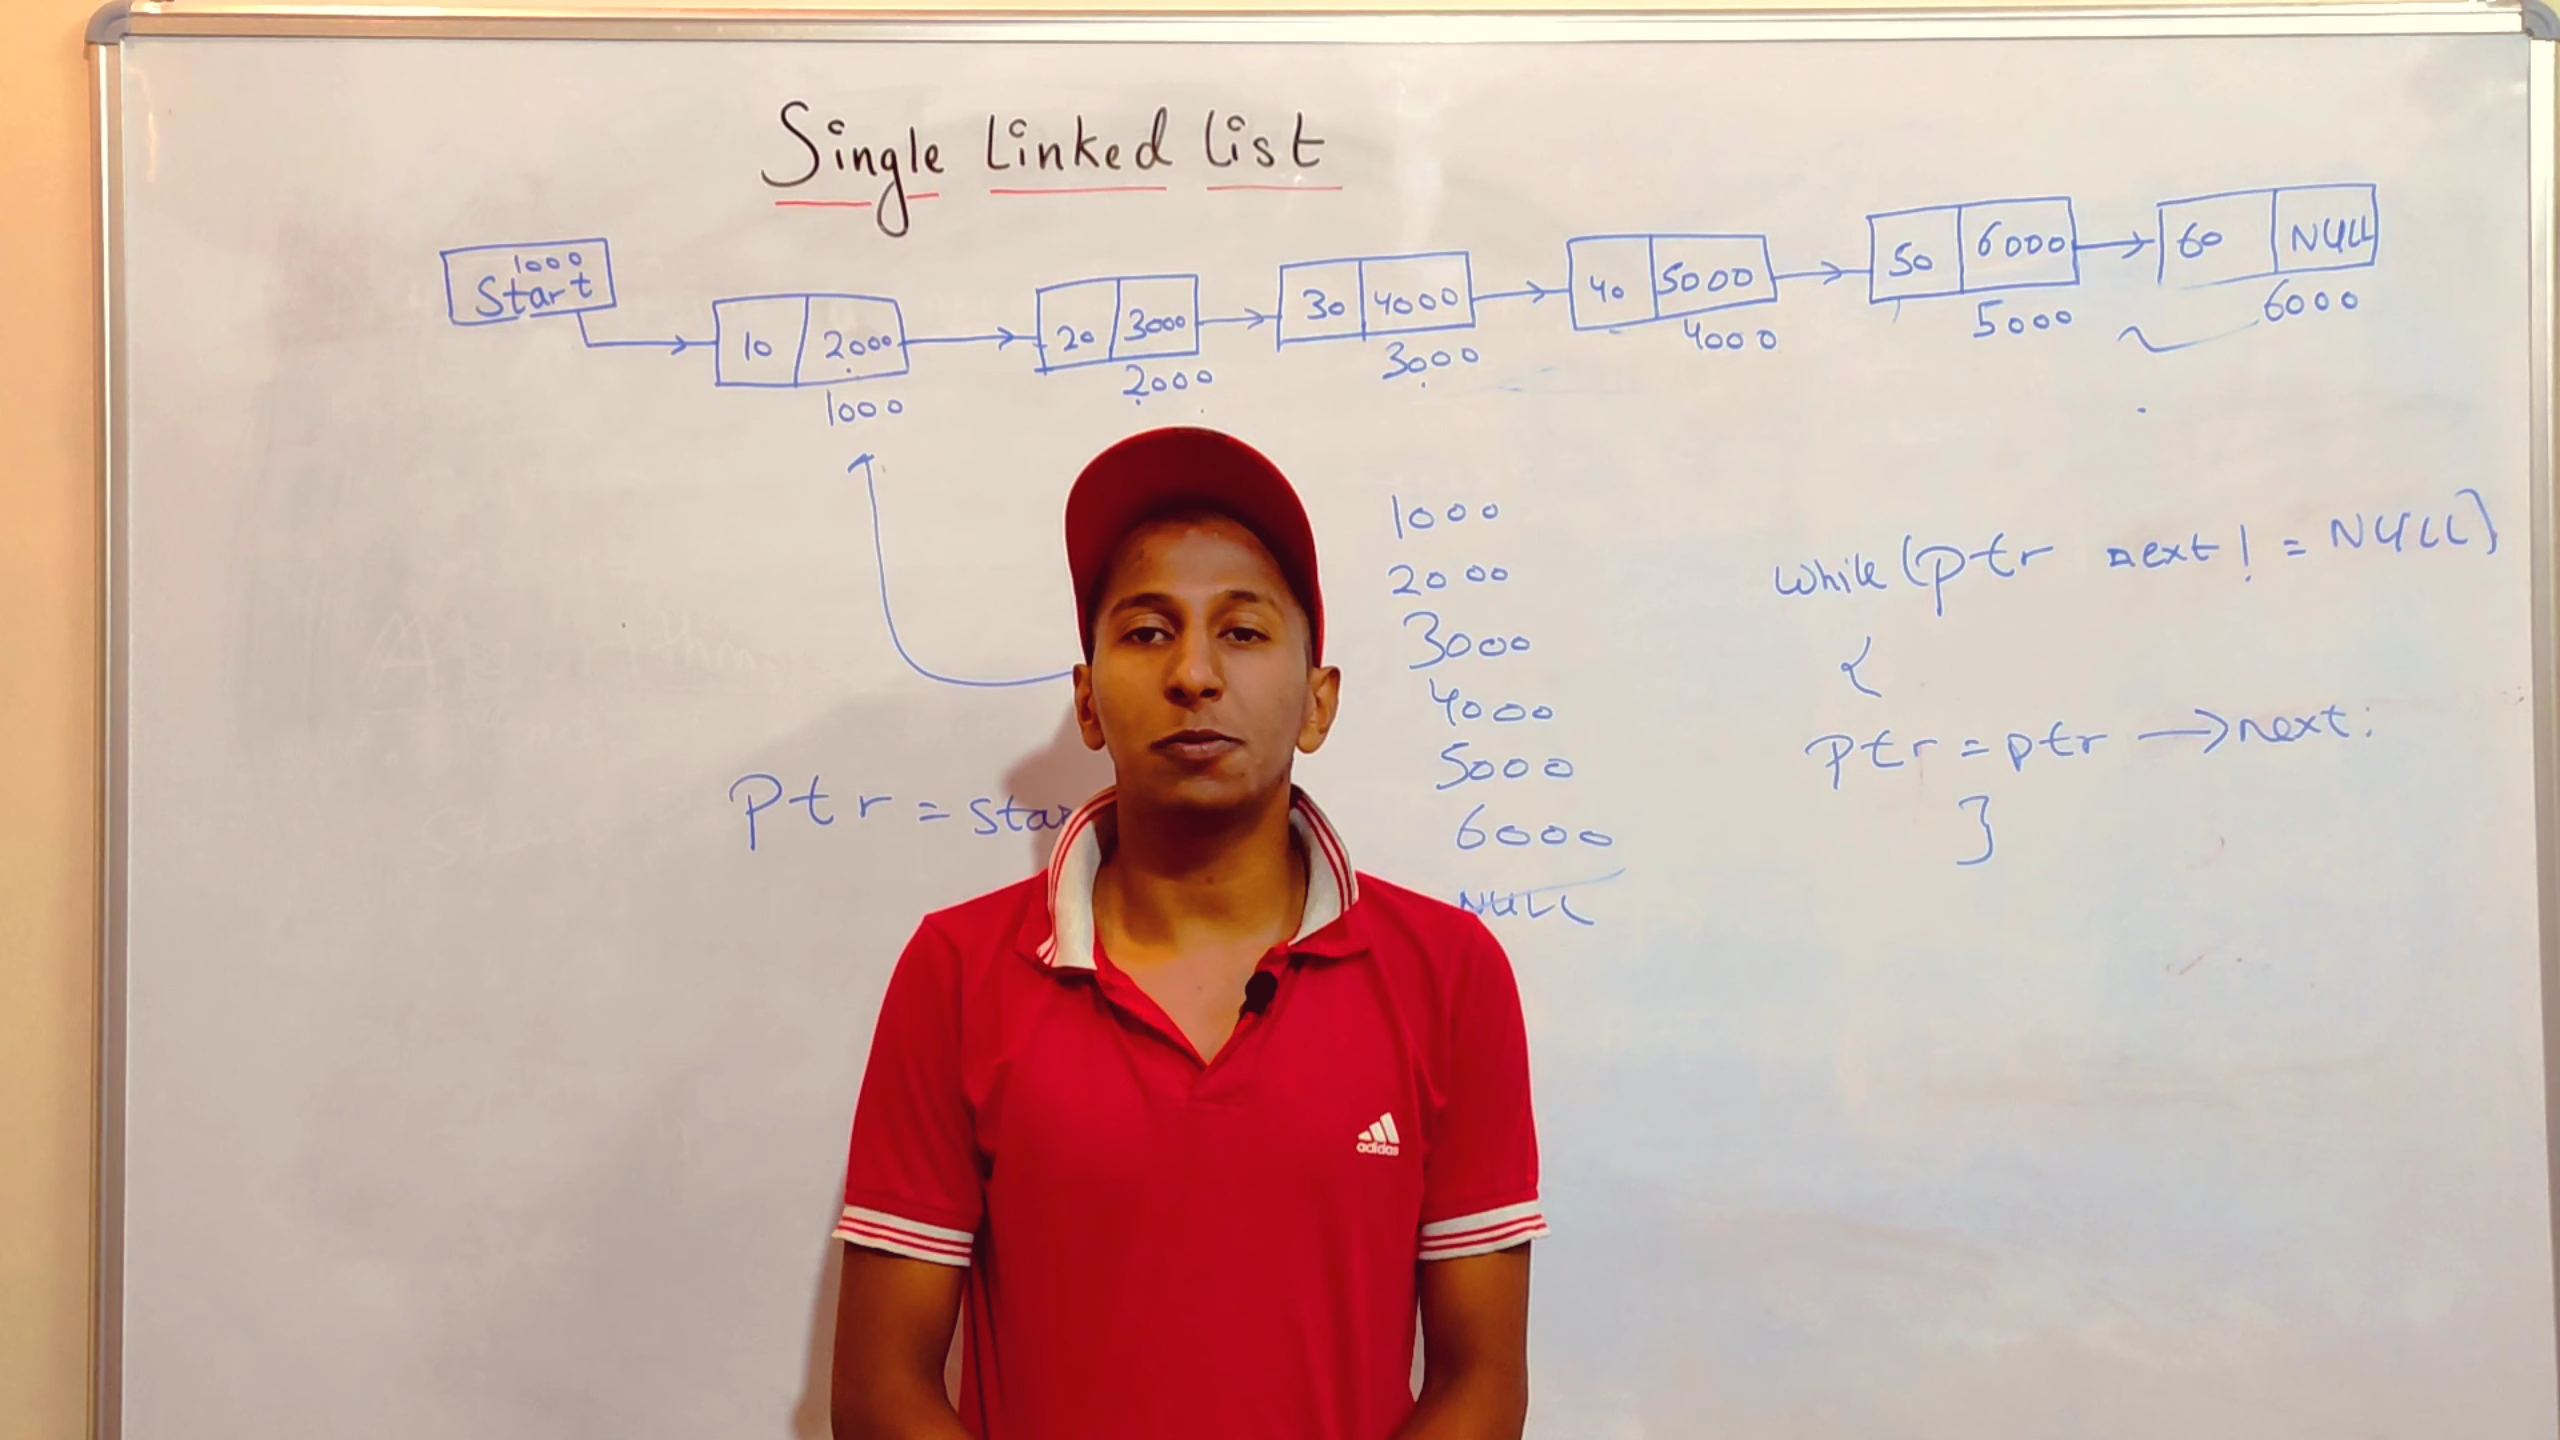 Single Linked List
1000
Start
10 2000
1000
20 3000
2000
30 4000
3000
40 5000
4000
50 6000
5000
60 NULL
6000
Ptr = star
1000
2000
3000
4000
5000
6000
NULL
while (ptr next ! = NULL)
{
ptr = ptr → next;
}
adidas